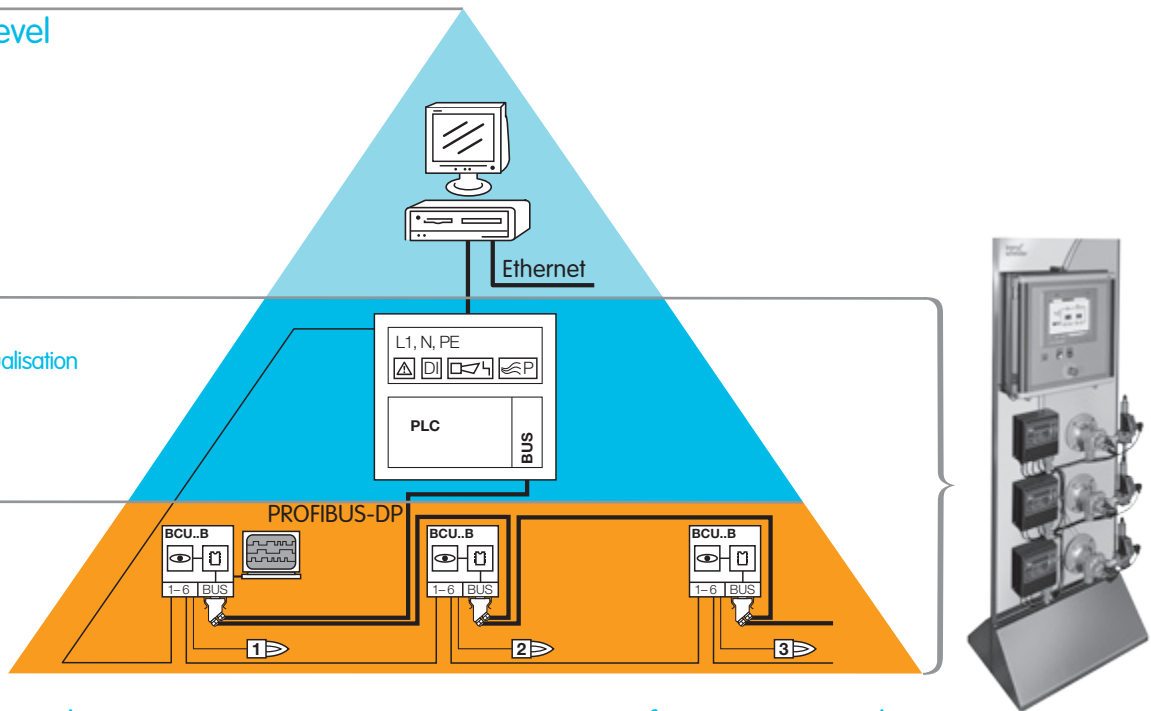 evel
Ethernet
L1, N, PE
DI P
alisation
PLC
BUS
PROFIBUS-DP
BCU..B BCU..B BCU..B
1–6 BUS 1–6 BUS 1–6 BUS
1 2 3